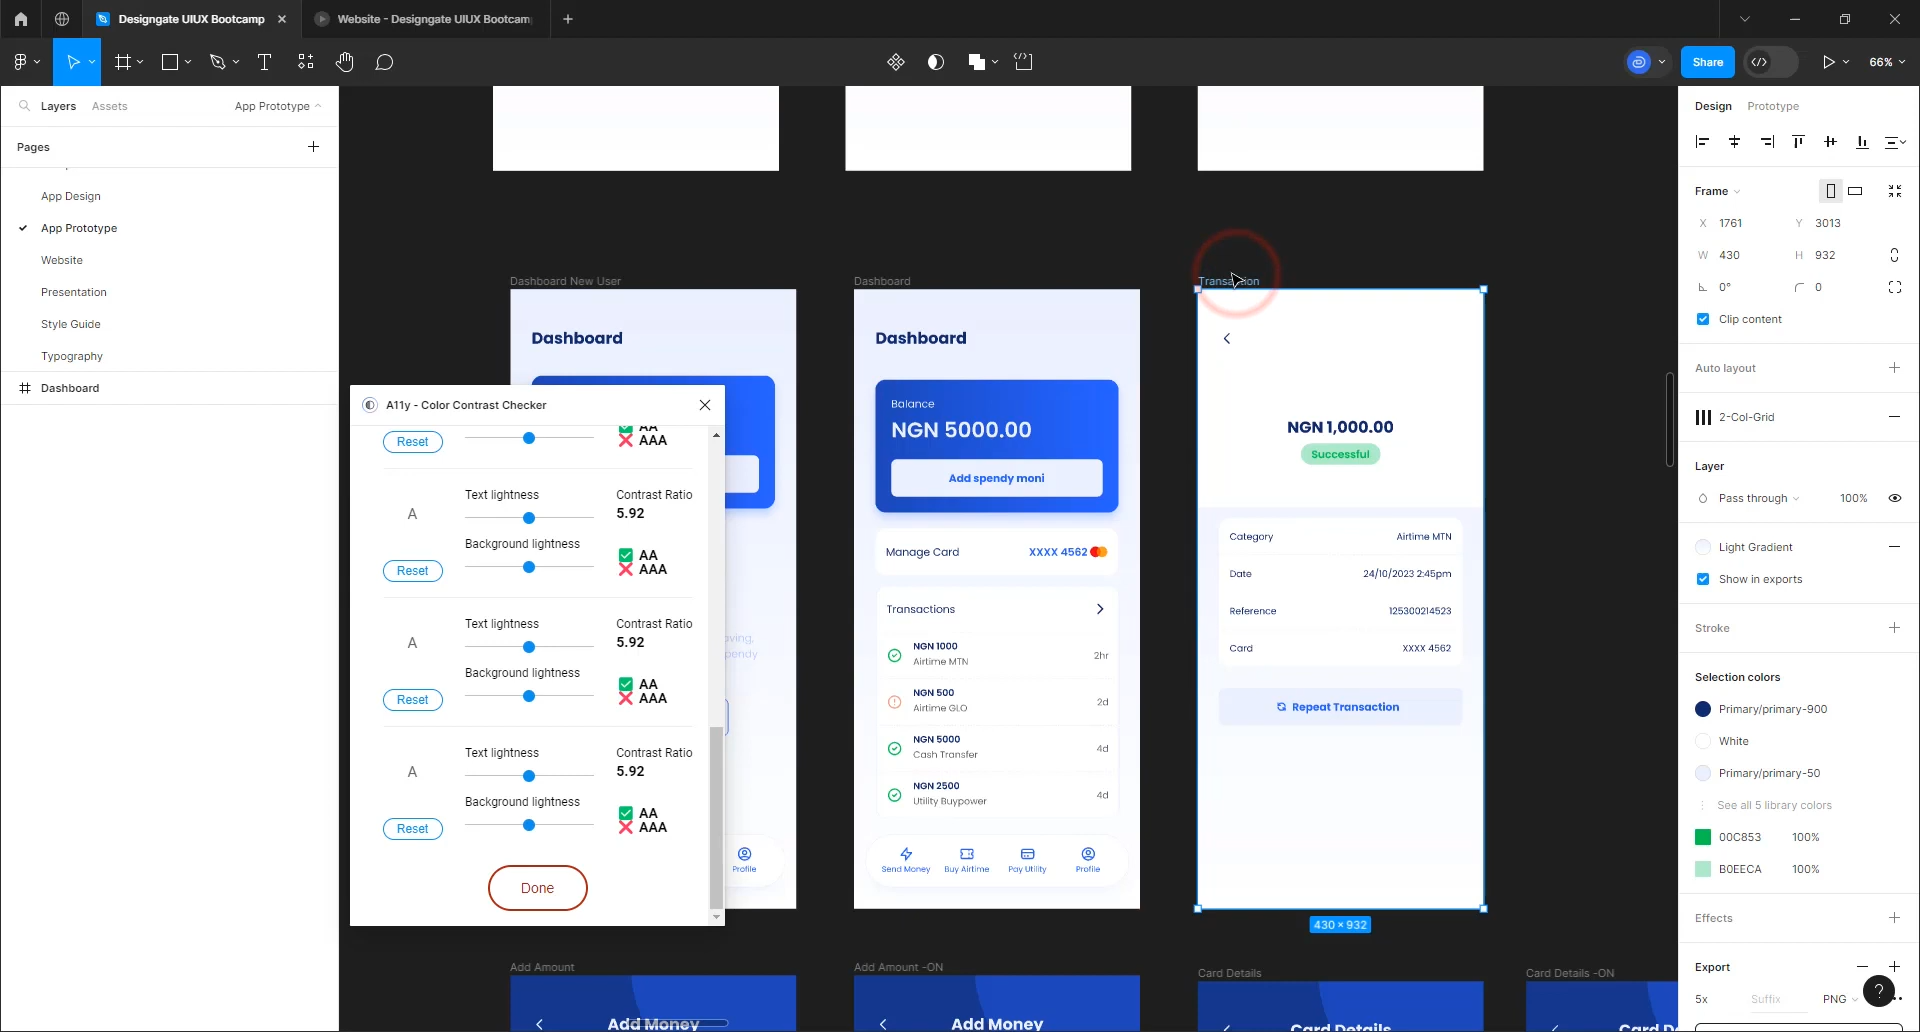 Designgate UIUX Bootcamp
Website - Designgate UIUX Bootcam
Share
66%
Layers
Assets
App Prototype
Pages
App Design
App Prototype
Website
Presentation
Style Guide
Typography
Dashboard
Dashboard New User
Dashboard
Dashboard
Balance
NGN 5000.00
Add spendy moni
Manage Card
XXXX 4562
Transactions
NGN 1000
Airtime MTN
2hr
NGN 500
Airtime GLO
2d
NGN 5000
Cash Transfer
4d
NGN 2500
Utility Buypower
4d
Send Money
Buy Airtime
Pay Utility
Profile
Dashboard
Profile
Transaction
NGN 1,000.00
Successful
Category
Airtime MTN
Date
24/10/2023 2:45pm
Reference
125300214523
Card
XXXX 4562
Repeat Transaction
430 × 932
A11y - Color Contrast Checker
Reset
AA
AAA
A
Text lightness
Contrast Ratio
5.92
Background lightness
AA
AAA
Reset
A
Text lightness
Contrast Ratio
5.92
Background lightness
AA
AAA
Reset
A
Text lightness
Contrast Ratio
5.92
Background lightness
AA
AAA
Reset
Done
Add Amount
Add Money
Add Amount -ON
Add Money
Card Details
Card Details
Card Details -ON
Card De
Design
Prototype
Frame
X 1761
Y 3013
W 430
H 932
0°
0
Clip content
Auto layout
2-Col-Grid
Layer
Pass through
100%
Light Gradient
Show in exports
Stroke
Selection colors
Primary/primary-900
White
Primary/primary-50
See all 5 library colors
00C853
100%
B0EECA
100%
Effects
Export
5x
Suffix
PNG
?